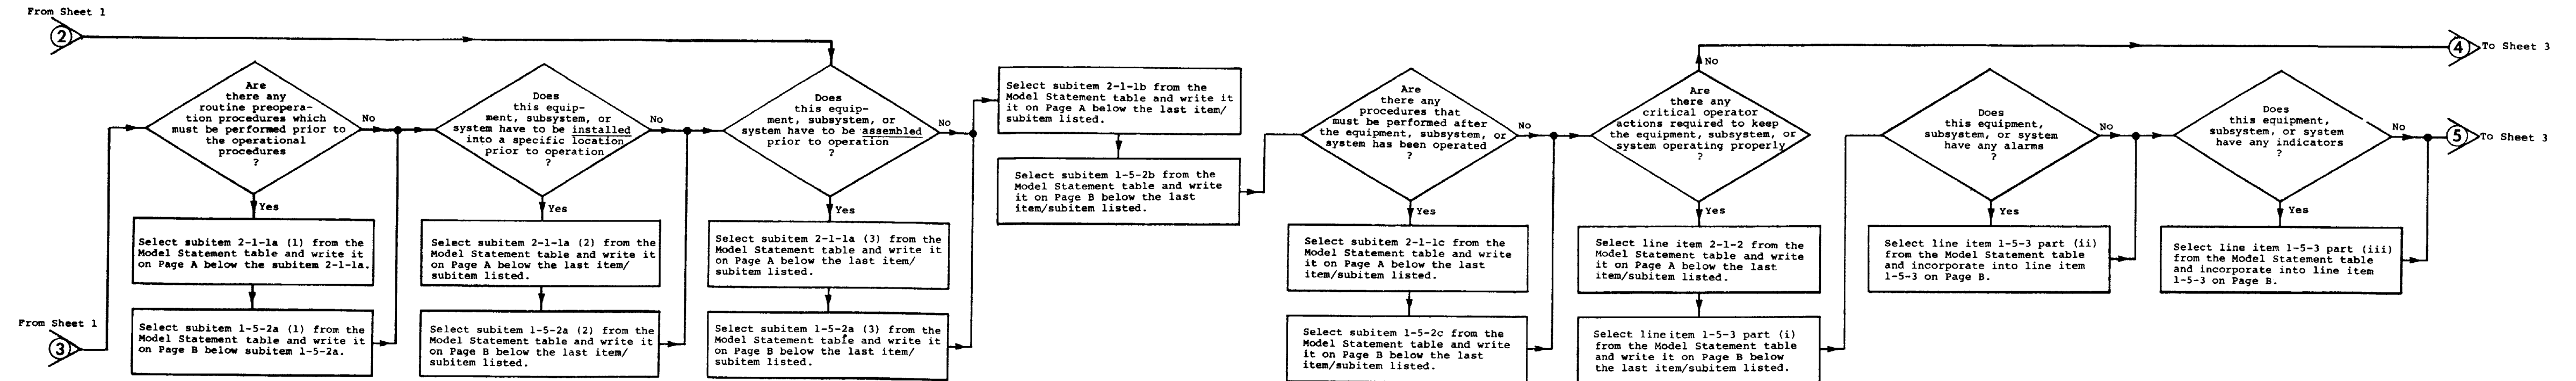 From Sheet 1
2
Are
there any
routine preopera-
tion procedures which
must be performed prior to
the operational
procedures
?
No
Yes
Select subitem 2-1-1a (1) from the
Model Statement table and write it
on Page A below the subitem 2-1-1a.
Select subitem 1-5-2a (1) from the
Model Statement table and write it
on Page B below subitem 1-5-2a.
From Sheet 1
3
Does
this equip-
ment, subsystem, or
system have to be installed
into a specific location
prior to operation
?
No
Yes
Select subitem 2-1-1a (2) from the
Model Statement table and write it
on Page A below the last item/
subitem listed.
Select subitem 1-5-2a (2) from the
Model Statement table and write it
on Page B below the last item/
subitem listed.
Does
this equip-
ment, subsystem, or
system have to be assembled
prior to operation
?
No
Yes
Select subitem 2-1-1a (3) from the
Model Statement table and write it
on Page A below the last item/
subitem listed.
Select subitem 1-5-2a (3) from the
Model Statement table and write it
on Page B below the last item/
subitem listed.
Select subitem 2-1-1b from the
Model Statement table and write it
it on Page A below the last item/
subitem listed.
Select subitem 1-5-2b from the
Model Statement table and write
it on Page B below the last
item/subitem listed.
Are
there any
procedures that
must be performed after
the equipment, subsystem, or
system has been operated
?
No
Yes
Select subitem 2-1-1c from the
Model Statement table and write
it on Page A below the last
item/subitem listed.
Select subitem 1-5-2c from the
Model Statement table and write
it on Page B below the last
item/subitem listed.
No
Are
there any
critical operator
actions required to keep
the equipment, subsystem, or
system operating properly
?
Yes
Select line item 2-1-2 from the
Model Statement table and write
it on Page A below the last
item/subitem listed.
Select line item 1-5-3 part (i)
from the Model Statement table
and write it on Page B below
the last item/subitem listed.
Does
this equipment,
subsystem, or system
have any alarms
?
No
Yes
Select line item 1-5-3 part (ii)
from the Model Statement table
and incorporate into line item
1-5-3 on Page B.
Does
this equipment,
subsystem, or system
have any indicators
?
No
Yes
Select line item 1-5-3 part (iii)
from the Model Statement table
and incorporate into line item
1-5-3 on Page B.
4
To Sheet 3
5
To Sheet 3